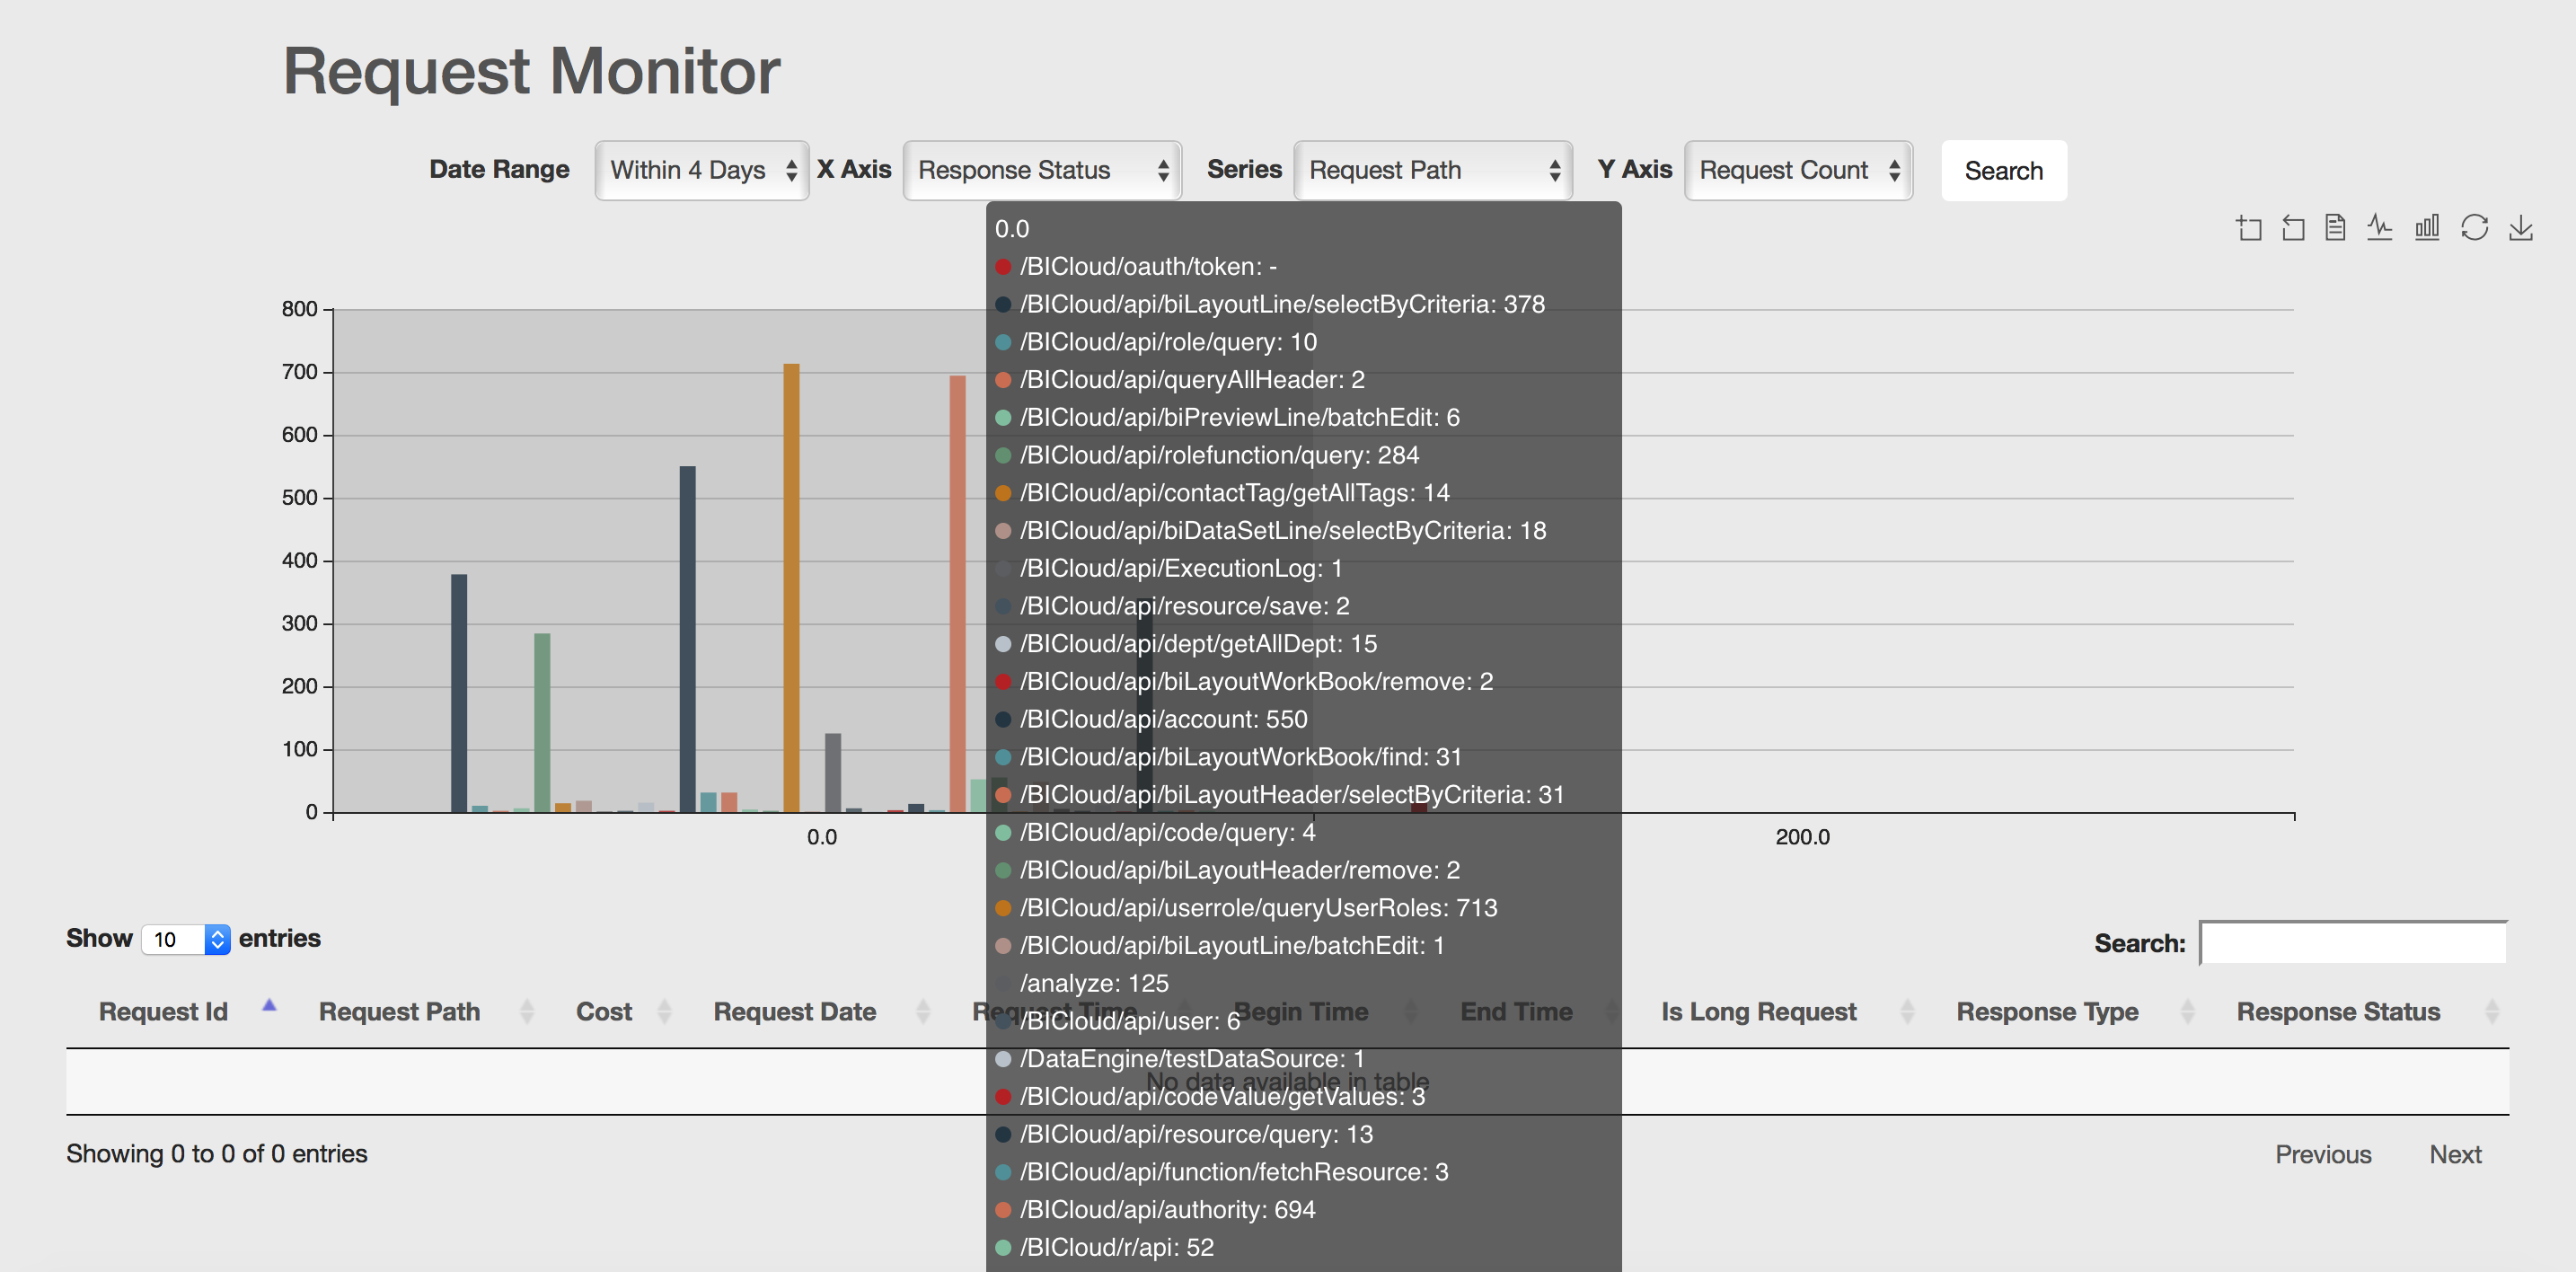 Request Monitor
Date Range Within 4 Days X Axis Response Status Series Request Path Y Axis Request Count Search
0.0
/BICloud/oauth/token: -
/BICloud/api/biLayoutLine/selectByCriteria: 378
/BICloud/api/role/query: 10
/BICloud/api/queryAllHeader: 2
/BICloud/api/biPreviewLine/batchEdit: 6
/BICloud/api/rolefunction/query: 284
/BICloud/api/contactTag/getAllTags: 14
/BICloud/api/biDataSetLine/selectByCriteria: 18
/BICloud/api/ExecutionLog: 1
/BICloud/api/resource/save: 2
/BICloud/api/dept/getAllDept: 15
/BICloud/api/biLayoutWorkBook/remove: 2
/BICloud/api/account: 550
/BICloud/api/biLayoutWorkBook/find: 31
/BICloud/api/biLayoutHeader/selectByCriteria: 31
/BICloud/api/code/query: 4
/BICloud/api/biLayoutHeader/remove: 2
/BICloud/api/userrole/queryUserRoles: 713
/BICloud/api/biLayoutLine/batchEdit: 1
/analyze: 125
/BICloud/api/user: 6
/DataEngine/testDataSource: 1
/BICloud/api/codeValue/getValues: 3
/BICloud/api/resource/query: 13
/BICloud/api/function/fetchResource: 3
/BICloud/api/authority: 694
/BICloud/r/api: 52
800
700
600
500
400
300
200
100
0
0.0 200.0
Show 10 entries Search:
Request Id Request Path Cost Request Date Request Time Begin Time End Time Is Long Request Response Type Response Status
No data available in table
Showing 0 to 0 of 0 entries Previous Next